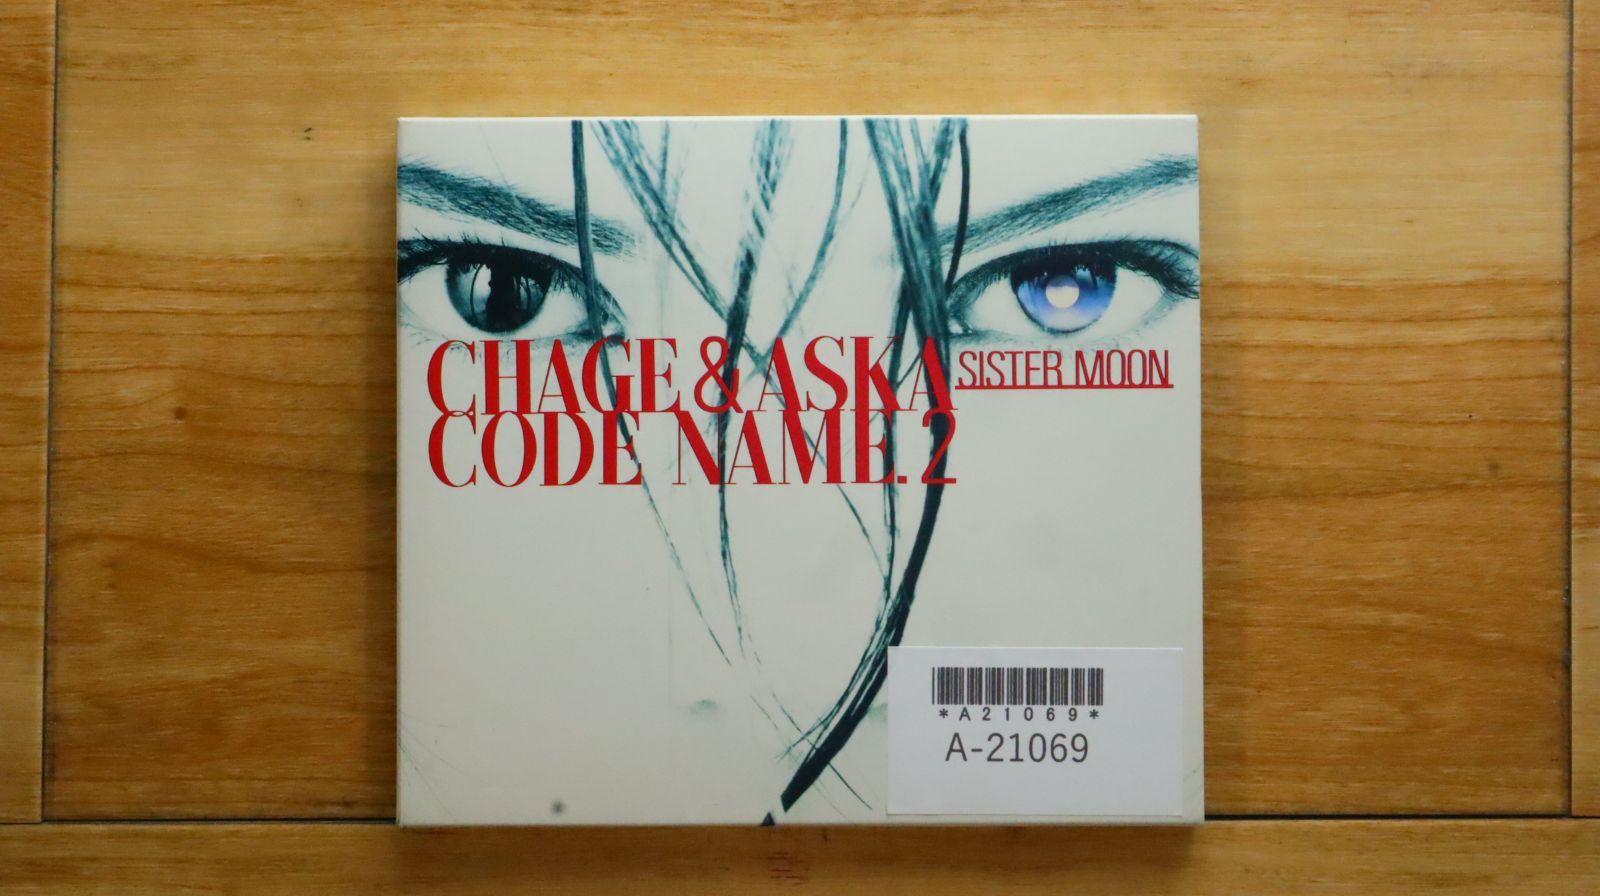 CHAGE & ASKA
SISTER MOON
CODE NAME. 2
*A21069*
A-21069